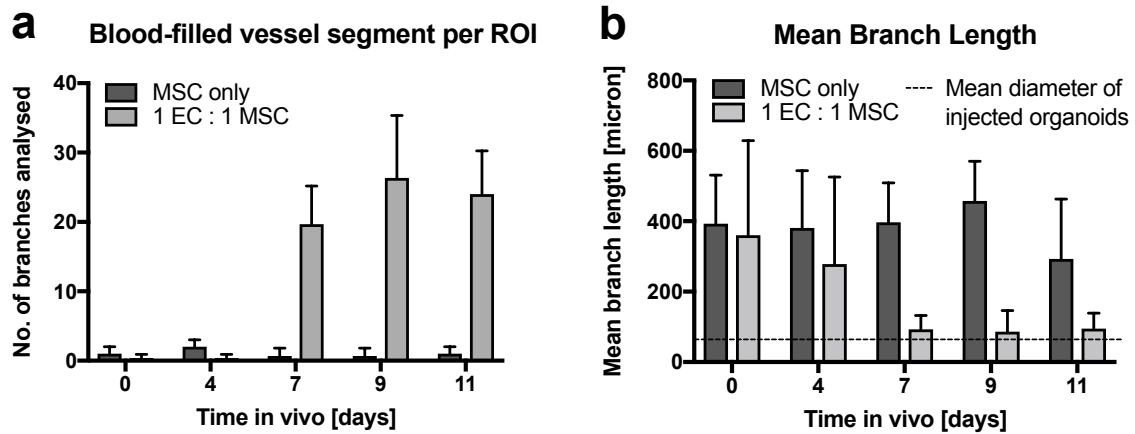 a
Blood-filled vessel segment per ROI
No. of branches analysed
40
30
20
10
0
MSC only
1 EC : 1 MSC
0 4 7 9 11
Time in vivo [days]
b
Mean Branch Length
Mean branch length [micron]
800
600
400
200
0
MSC only
1 EC : 1 MSC
Mean diameter of
injected organoids
0 4 7 9 11
Time in vivo [days]